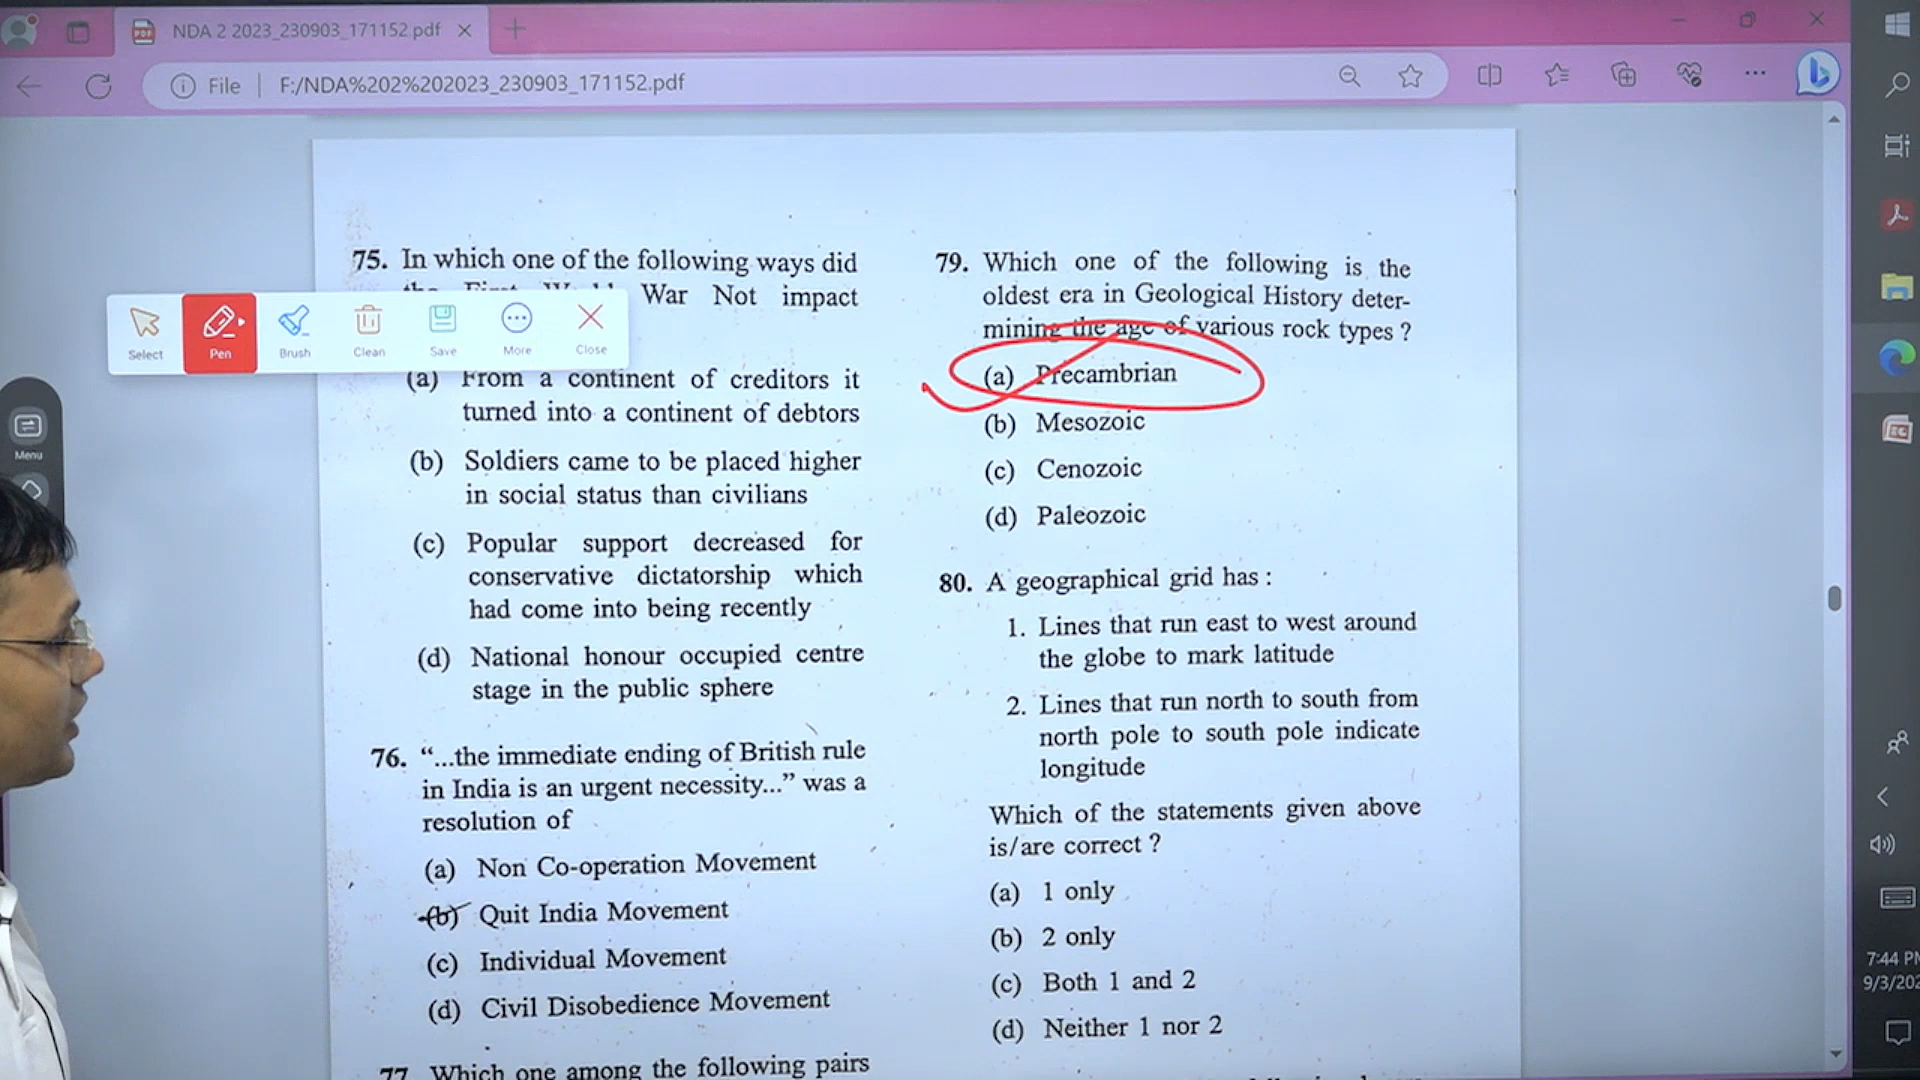 NDA 2 2023_230903_171152.pdf
File
F:/NDA%202%202023_230903_171152.pdf
75. In which one of the following ways did
the First World War Not impact
Select
Pen
Brush
Clean
Save
More
Close
Menu
(a) From a continent of creditors it
turned into a continent of debtors
(b) Soldiers came to be placed higher
in social status than civilians
(c) Popular support decreased for
conservative dictatorship which
had come into being recently
(d) National honour occupied centre
stage in the public sphere
76. “...the immediate ending of British rule
in India is an urgent necessity...” was a
resolution of
(a) Non Co-operation Movement
(b) Quit India Movement
(c) Individual Movement
(d) Civil Disobedience Movement
77. Which one among the following pairs
79. Which one of the following is the
oldest era in Geological History deter-
mining the age of various rock types ?
(a) Precambrian
(b) Mesozoic
(c) Cenozoic
(d) Paleozoic
80. A geographical grid has :
1. Lines that run east to west around
the globe to mark latitude
2. Lines that run north to south from
north pole to south pole indicate
longitude
Which of the statements given above
is/are correct ?
(a) 1 only
(b) 2 only
(c) Both 1 and 2
(d) Neither 1 nor 2
7:44 PM
9/3/202